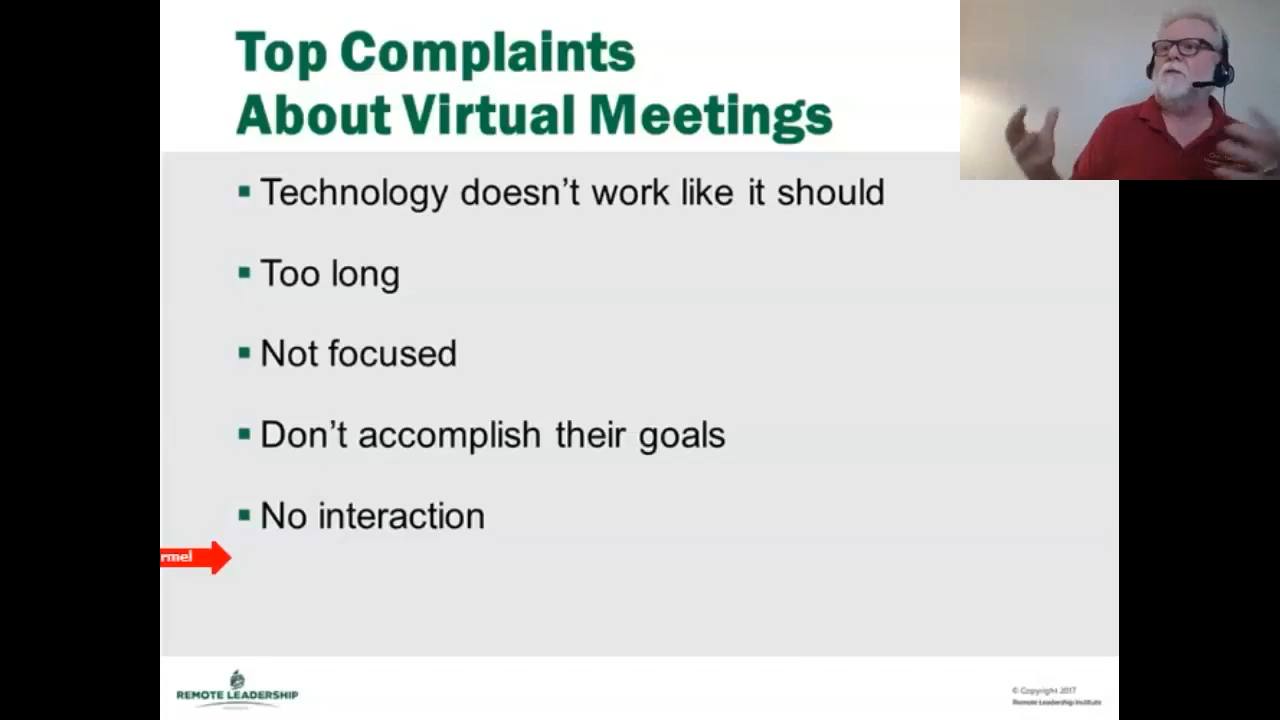 Top Complaints
About Virtual Meetings
▪ Technology doesn't work like it should
▪ Too long
▪ Not focused
▪ Don't accomplish their goals
▪ No interaction
rmel
REMOTE LEADERSHIP
© Copyright 2017
Remote Leadership Institute